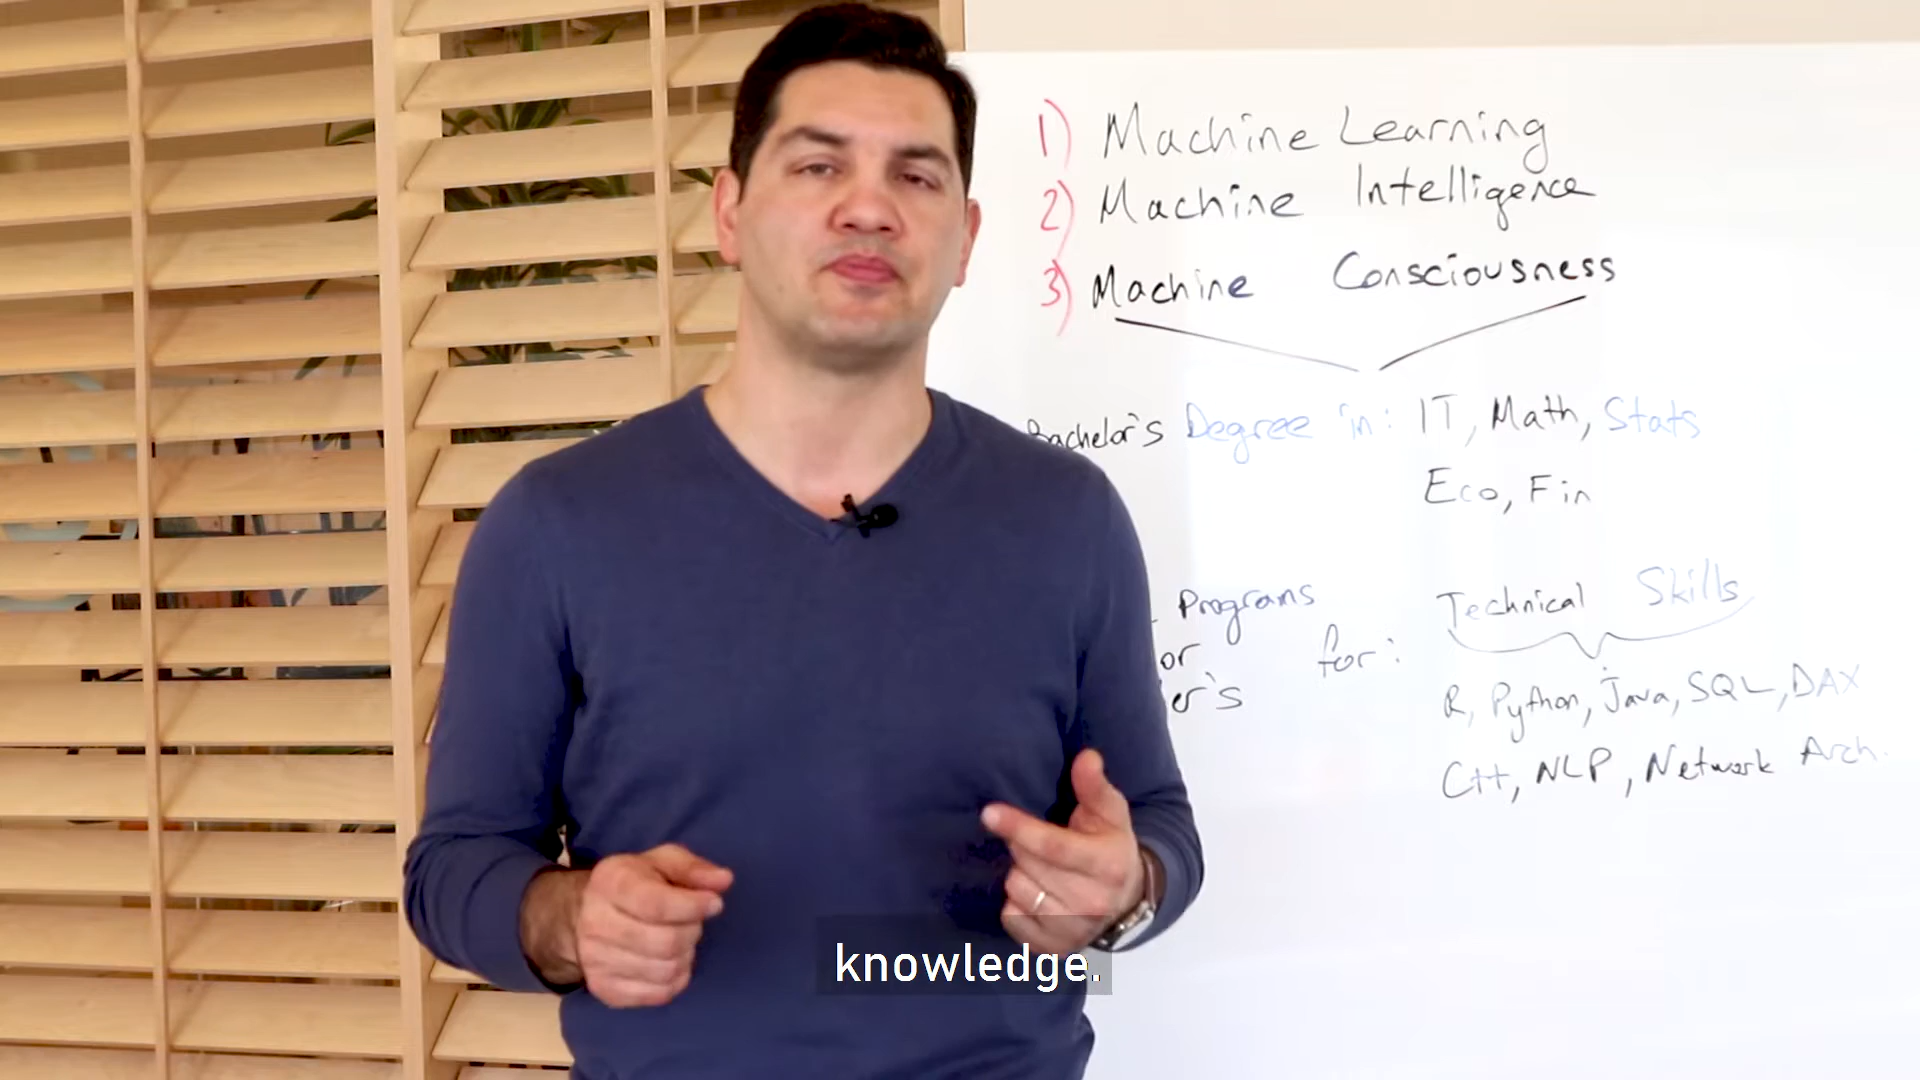 1) Machine Learning
2) Machine Intelligence
3) Machine Consciousness
Bachelor's Degree in: IT, Math, Stats
Eco, Fin
Programs
or
er's
for:
Technical Skills
R, Python, Java, SQL, DAX
C++, NLP, Network Arch.
knowledge.